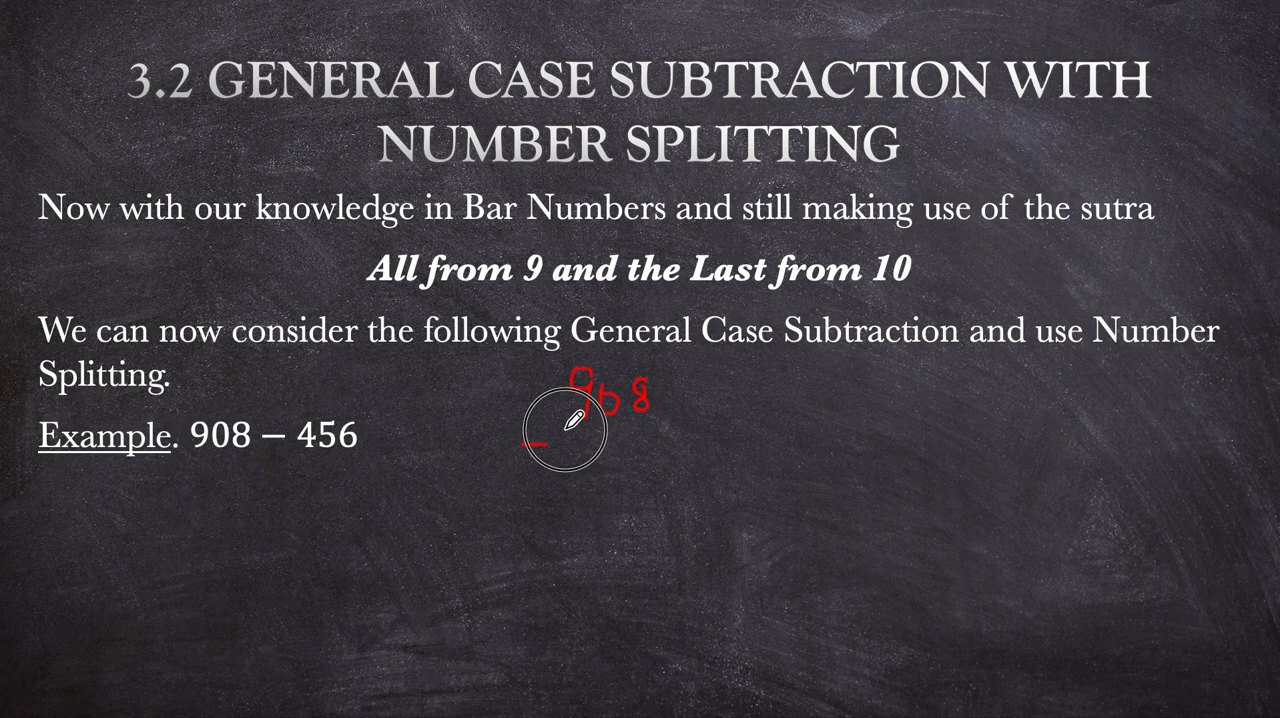 3.2 GENERAL CASE SUBTRACTION WITH
NUMBER SPLITTING
Now with our knowledge in Bar Numbers and still making use of the sutra
All from 9 and the Last from 10
We can now consider the following General Case Subtraction and use Number
Splitting.
908
Example. 908 − 456
−